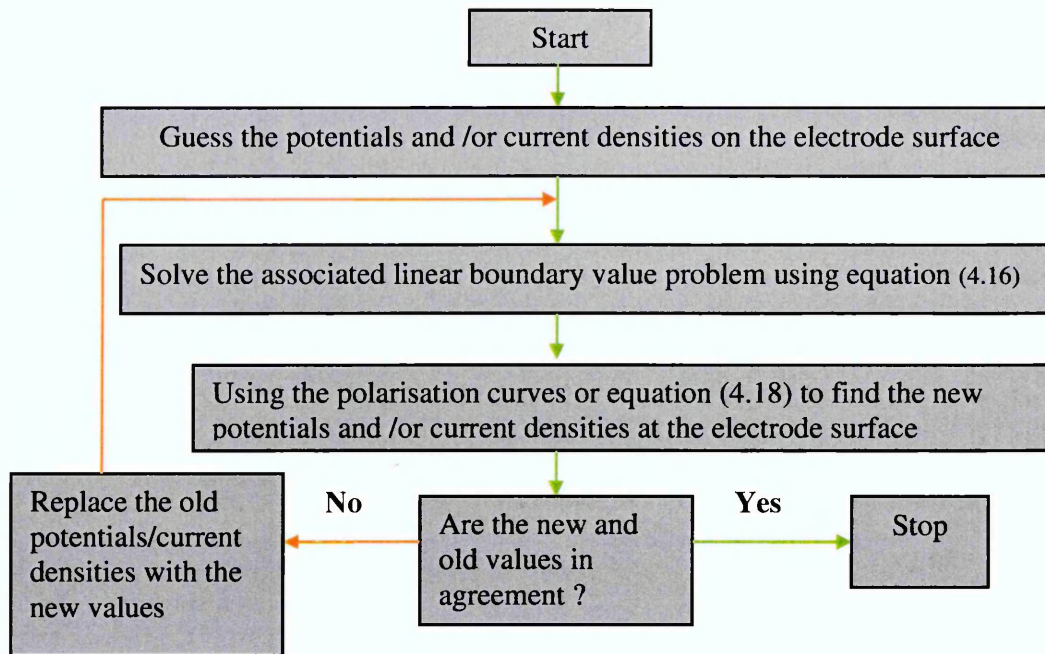 Start
Guess the potentials and /or current densities on the electrode surface
Solve the associated linear boundary value problem using equation (4.16)
Using the polarisation curves or equation (4.18) to find the new
potentials and /or current densities at the electrode surface
Replace the old
potentials/current
densities with the
new values
No
Are the new and
old values in
agreement ?
Yes
Stop